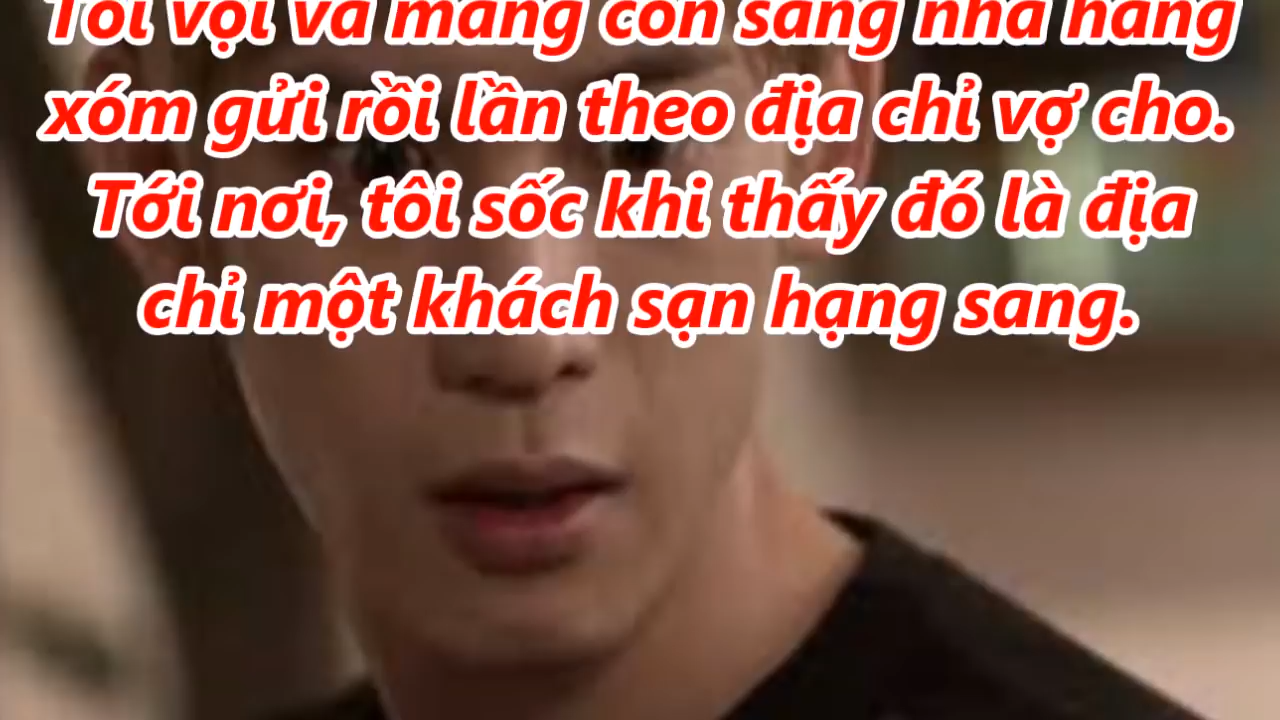 Tôi vội vã mang con sang nhà hàng
xóm gửi rồi lần theo địa chỉ vợ cho.
Tới nơi, tôi sốc khi thấy đó là địa
chỉ một khách sạn hạng sang.